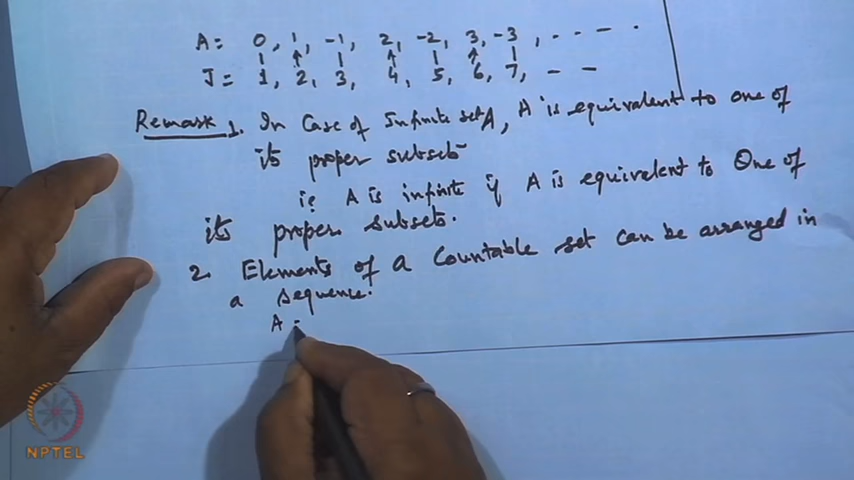 A: 0, 1, -1, 2, -2, 3, -3, - - - .
J = 1, 2, 3, 4, 5, 6, 7, - -
Remark 1. In Case of Infinite set A, A is equivalent to one of
its proper subsets
i.e A is infinite if A is equivalent to One of
its proper subsets.
2. Elements of a Countable set can be arranged in
a sequence.
A :
NPTEL